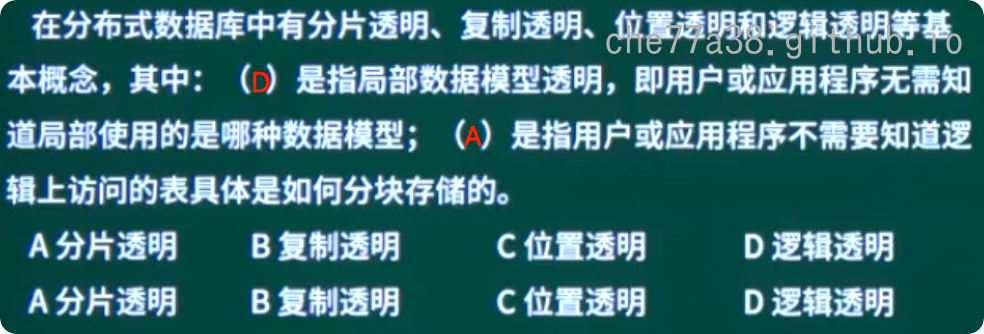 在分布式数据库中有分片透明、复制透明、位置透明和逻辑透明等基
che77a38.github.io
本概念，其中：（D）是指局部数据模型透明，即用户或应用程序无需知
道局部使用的是哪种数据模型；（A）是指用户或应用程序不需要知道逻
辑上访问的表具体是如何分块存储的。
A 分片透明 B 复制透明 C 位置透明 D 逻辑透明
A 分片透明 B 复制透明 C 位置透明 D 逻辑透明